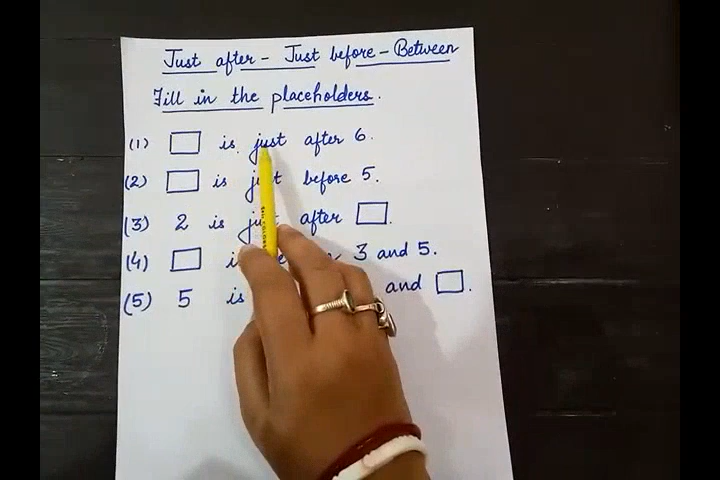 Just after - Just before - Between
Fill in the placeholders.
(1) is just after 6.
(2) is just before 5.
(3) 2 is just after
(4) 3 and 5.
(5) 5 is and